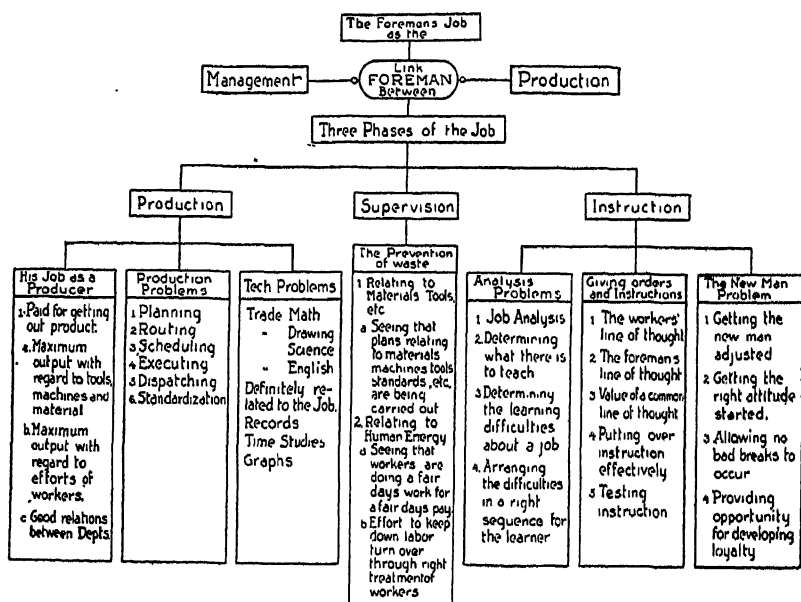 The Foremans Job
as the
Management
Link
FOREMAN
Between
Production
Three Phases of the Job
Production
Supervision
Instruction
His Job as a
Producer
1. Paid for getting
out product.
a. Maximum
output with
regard to tools,
machines and
material
b. Maximum
output with
regard to
efforts of
workers.
c. Good relations
between Depts.
Production
Problems
1 Planning
2 Routing
3 Scheduling
4 Executing
5 Dispatching
6. Standardization
Tech Problems
Trade Math
" Drawing
Science
" English
Definitely re-
lated to the Job.
Records
Time Studies
Graphs
The Prevention
of waste
1 Relating to
Materials Tools,
etc
a Seeing that
plans relating
to materials
machines tools
standards, etc,
are being
carried out
2. Relating to
Human Energy
a Seeing that
workers are
doing a fair
days work for
a fair days pay.
b Effort to keep
down labor
turn over
through right
treatment of
workers
Analysis
Problems
1 Job Analysis
2. Determining
what there is
to teach
3 Determining
the learning
difficulties
about a job
4. Arranging
the difficulties
in a right
sequence for
the learner
Giving orders
and Instructions
1 The workers'
line of thought
2 The foremans
line of thought
3 Value of a common
line of thought
4 Putting over
instruction
effectively
5 Testing
instruction
The New Man
Problem
1 Getting the
new man
adjusted
2 Getting the
right attitude
started.
3 Allowing no
bad breaks to
occur
4 Providing
opportunity
for developing
loyalty